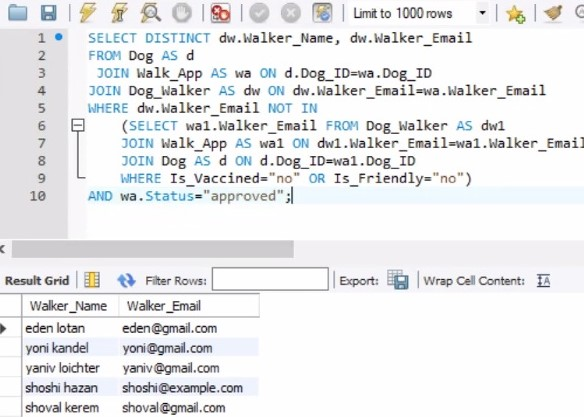 Limit to 1000 rows
1 SELECT DISTINCT dw.Walker_Name, dw.Walker_Email
2 FROM Dog AS d
3 JOIN Walk_App AS wa ON d.Dog_ID=wa.Dog_ID
4 JOIN Dog_Walker AS dw ON dw.Walker_Email=wa.Walker_Email
5 WHERE dw.Walker_Email NOT IN
6 (SELECT wa1.Walker_Email FROM Dog_Walker AS dw1
7 JOIN Walk_App AS wa1 ON dw1.Walker_Email=wa1.Walker_Email
8 JOIN Dog AS d ON d.Dog_ID=wa1.Dog_ID
9 WHERE Is_Vaccined="no" OR Is_Friendly="no")
10 AND wa.Status="approved";
Result Grid Filter Rows: Export: Wrap Cell Content:
Walker_Name Walker_Email
eden lotan eden@gmail.com
yoni kandel yoni@gmail.com
yaniv loichter yaniv@gmail.com
shoshi hazan shoshi@example.com
shoval kerem shoval@gmail.com